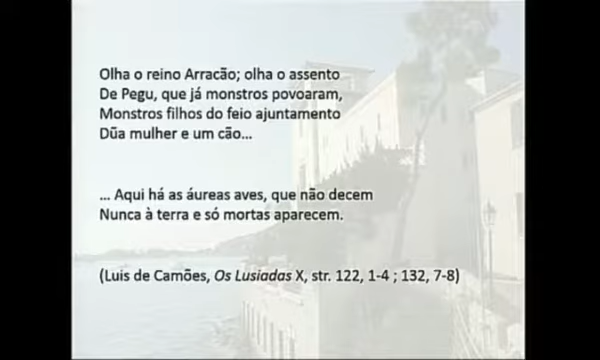 Olha o reino Arracão; olha o assento
De Pegu, que já monstros povoaram,
Monstros filhos do feio ajuntamento
Dũa mulher e um cão...
... Aqui há as áureas aves, que não decem
Nunca à terra e só mortas aparecem.
(Luis de Camões, Os Lusiadas X, str. 122, 1-4 ; 132, 7-8)